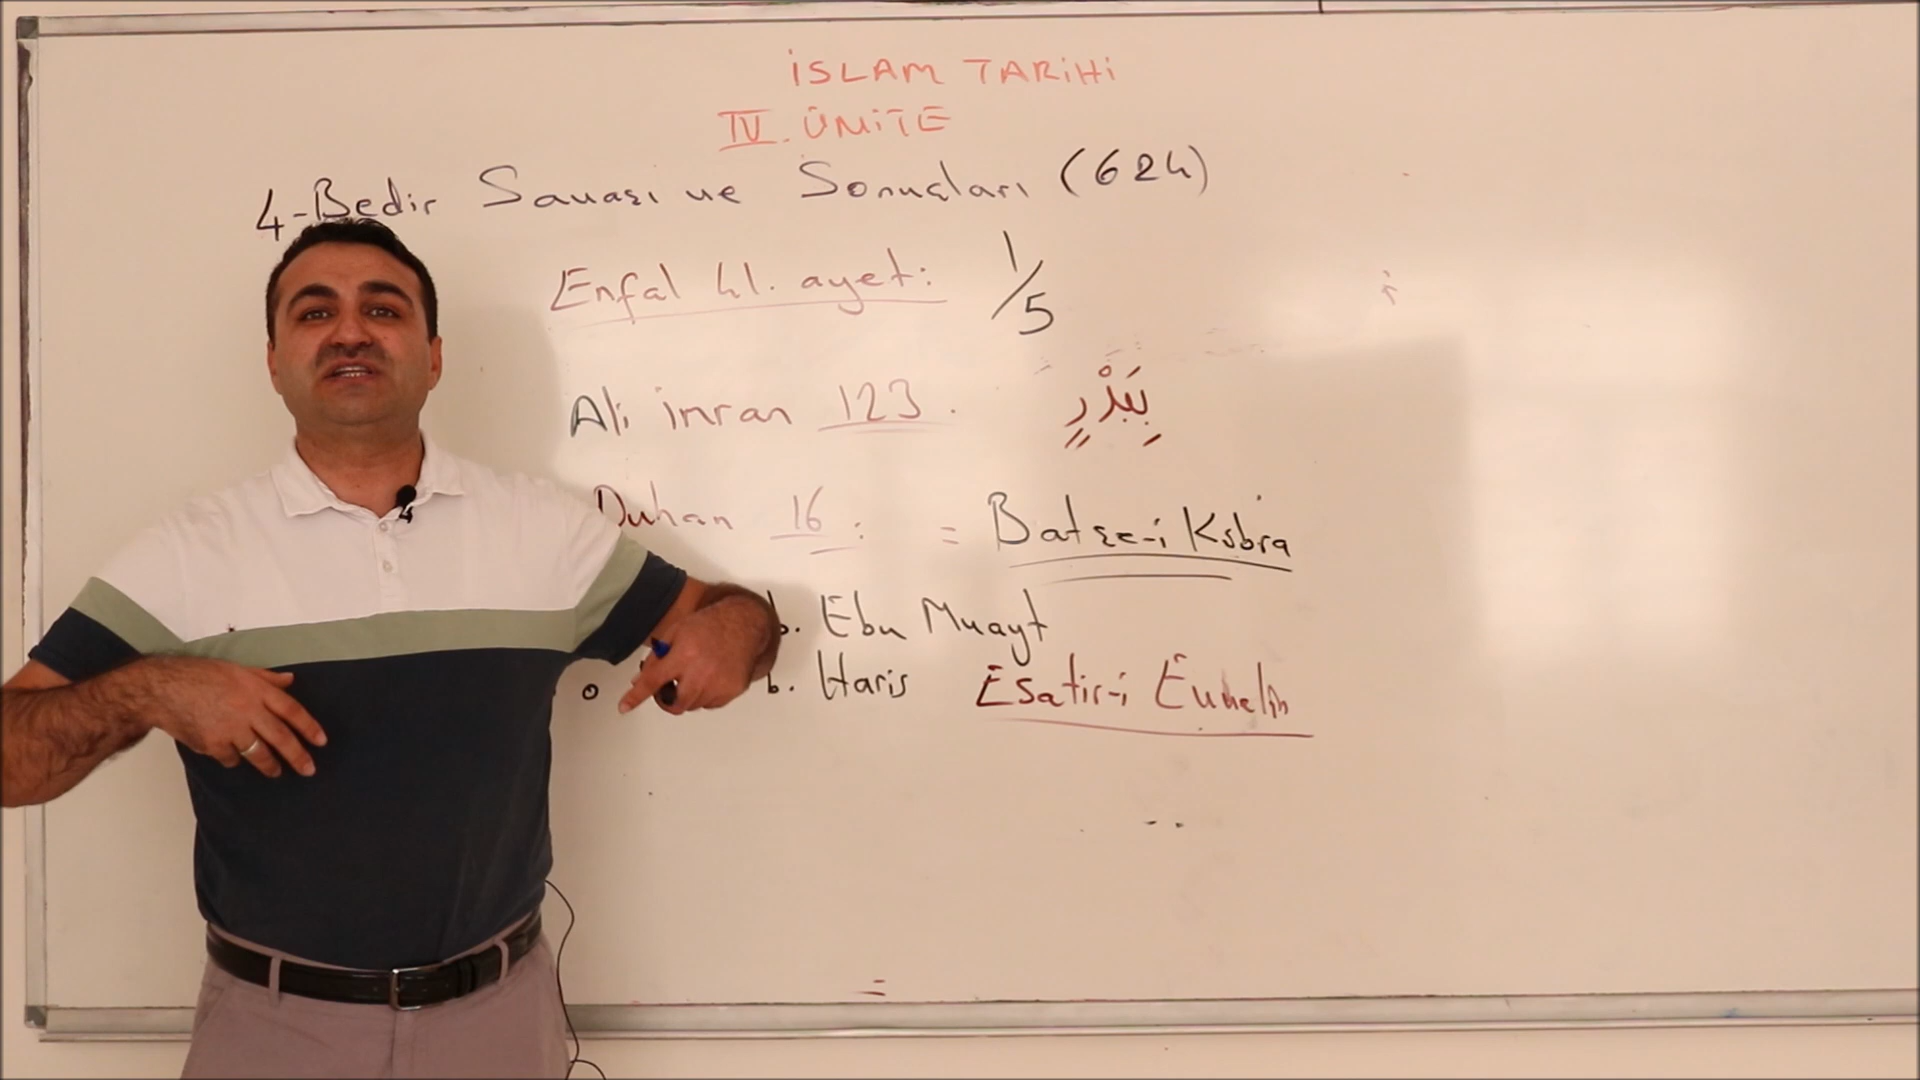 İSLAM TARİHİ
IV. ÜNİTE
4-Bedir Savaşı ve Sonuçları (624)
Enfal 41. ayet: 1/5
Ali imran 123. بِبَدْرٍ
Duhan 16: = Batşe-i Kübra
b. Ebu Muayt
b. Haris Esatir-i Evvelin